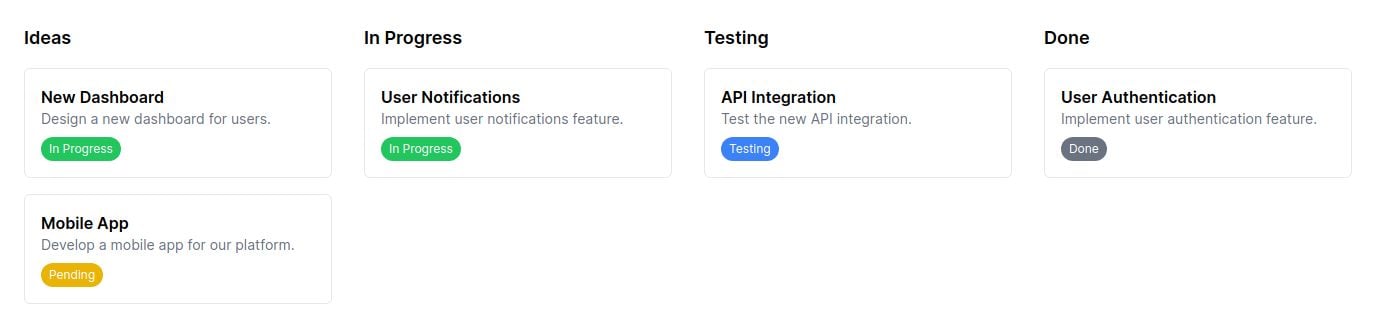 Ideas
New Dashboard
Design a new dashboard for users.
In Progress
Mobile App
Develop a mobile app for our platform.
Pending
In Progress
User Notifications
Implement user notifications feature.
In Progress
Testing
API Integration
Test the new API integration.
Testing
Done
User Authentication
Implement user authentication feature.
Done